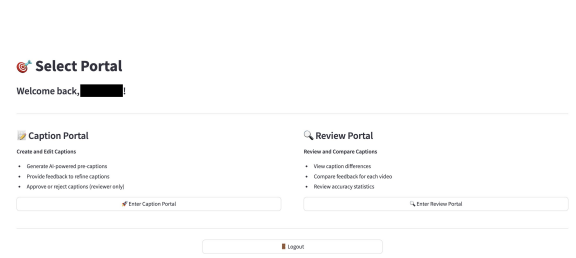 Select Portal
Welcome back, !
Caption Portal
Create and Edit Captions
• Generate AI-powered pre-captions
• Provide feedback to refine captions
• Approve or reject captions (reviewer only)
Enter Caption Portal
Review Portal
Review and Compare Captions
• View caption differences
• Compare feedback for each video
• Review accuracy statistics
Enter Review Portal
Logout